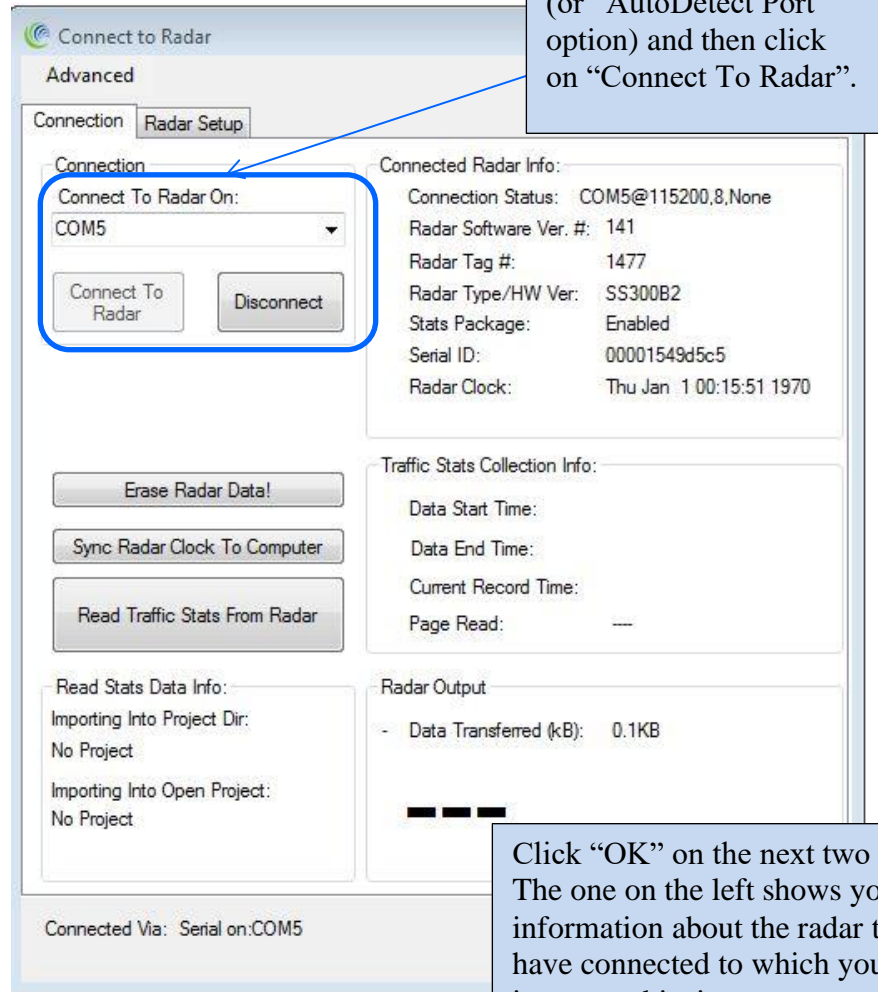 (or “AutoDetect Port
option) and then click
on “Connect To Radar”.
Connect to Radar
Advanced
Connection Radar Setup
Connection
Connect To Radar On:
COM5
Connect To
Radar
Disconnect
Erase Radar Data!
Sync Radar Clock To Computer
Read Traffic Stats From Radar
Connected Radar Info:
Connection Status: COM5@115200,8,None
Radar Software Ver. #: 141
Radar Tag #: 1477
Radar Type/HW Ver: SS300B2
Stats Package: Enabled
Serial ID: 00001549d5c5
Radar Clock: Thu Jan 1 00:15:51 1970
Traffic Stats Collection Info:
Data Start Time:
Data End Time:
Current Record Time:
Page Read: ----
Read Stats Data Info:
Importing Into Project Dir:
No Project
Importing Into Open Project:
No Project
Radar Output
- Data Transferred (kB): 0.1KB
Connected Via: Serial on:COM5
Click “OK” on the next two
The one on the left shows yo
information about the radar t
have connected to which you